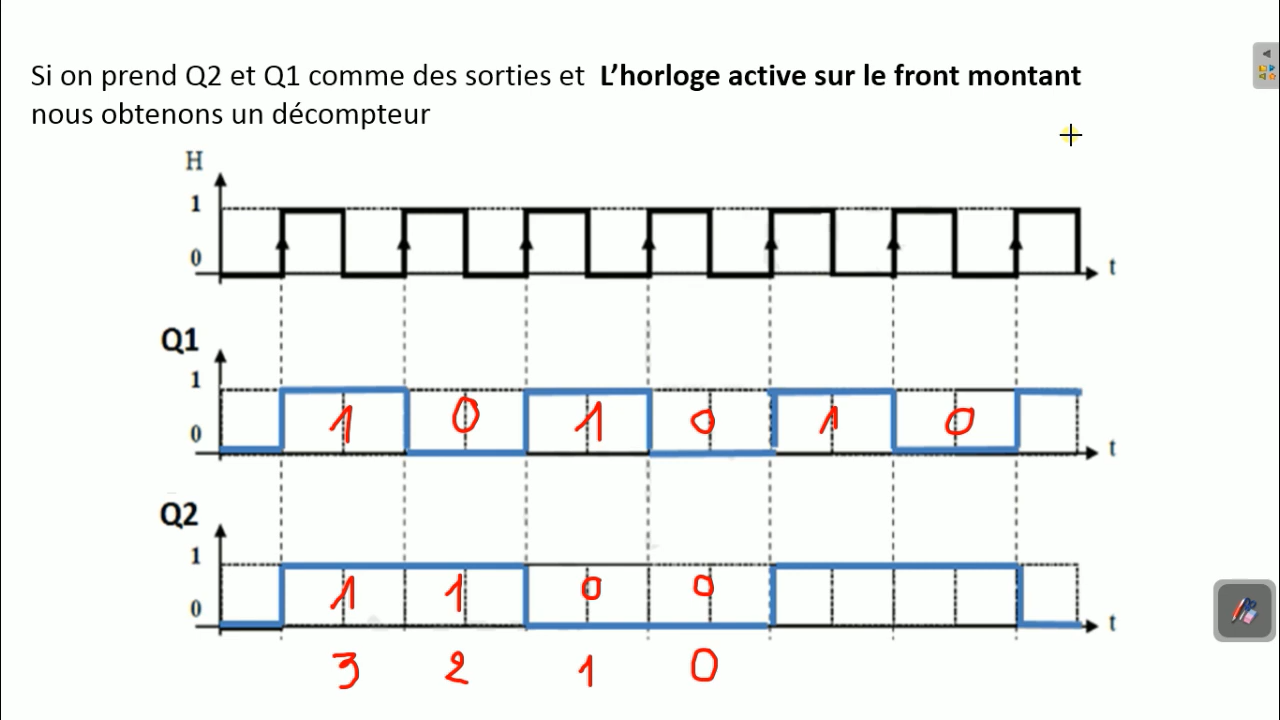 Si on prend Q2 et Q1 comme des sorties et L’horloge active sur le front montant
nous obtenons un décompteur
H
1
0
t
Q1
1
0
t
1 0 1 0 1 0
Q2
1
0
t
1 1 0 0
3 2 1 0